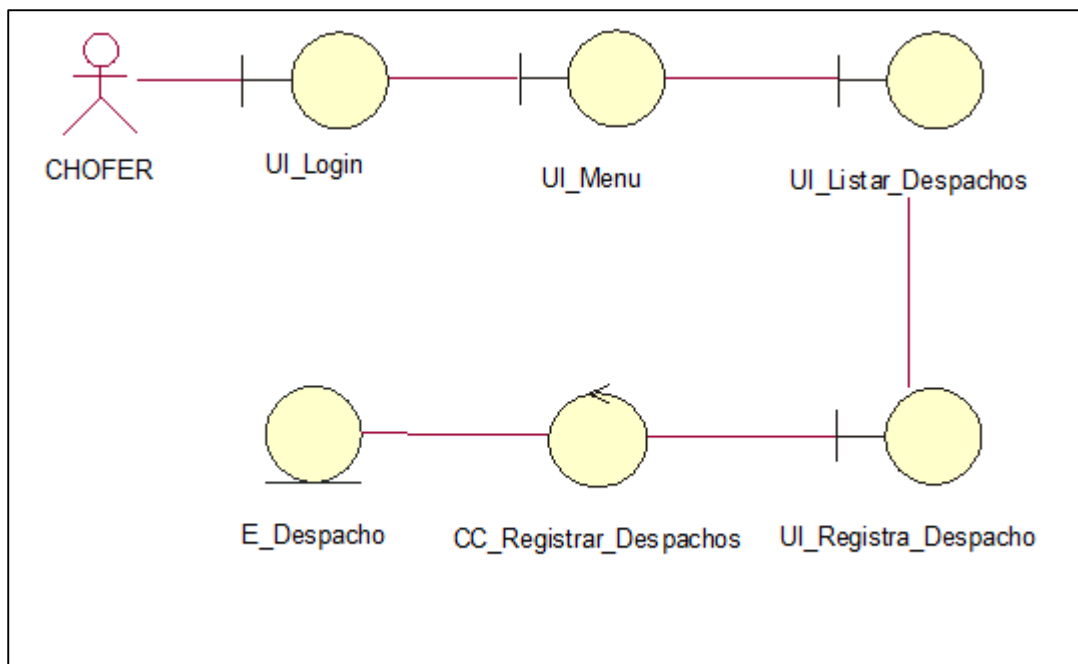 CHOFER
UI_Login
UI_Menu
UI_Listar_Despachos
E_Despacho
CC_Registrar_Despachos
UI_Registra_Despacho